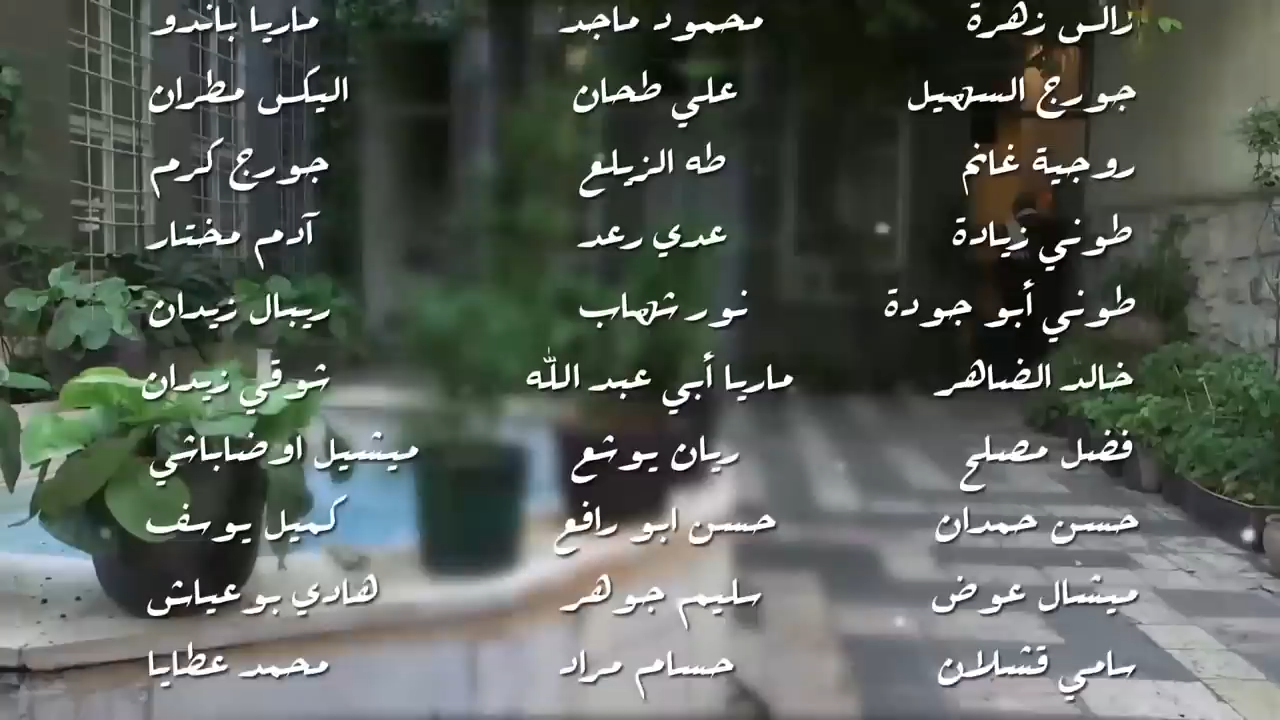 زالس زهرة
محمود ماجد
ماريا باندو
جورج السهيل
علي طحان
اليكس مطران
روجية غانم
طه الزيلع
جورج كرم
طوني زيادة
عدي رعد
آدم مختار
طوني أبو جودة
نور شهاب
ريبال زيدان
خالد الضاهر
ماريا أبي عبد الله
شوقي زيدان
فضل مصلح
ريان يوشع
ميشيل اوضاباشي
حسن حمدان
حسن ابو رافع
كميل يوسف
ميشال عوض
سليم جوهر
هادي بو عياش
سامي قشلان
حسام مراد
محمد عطايا